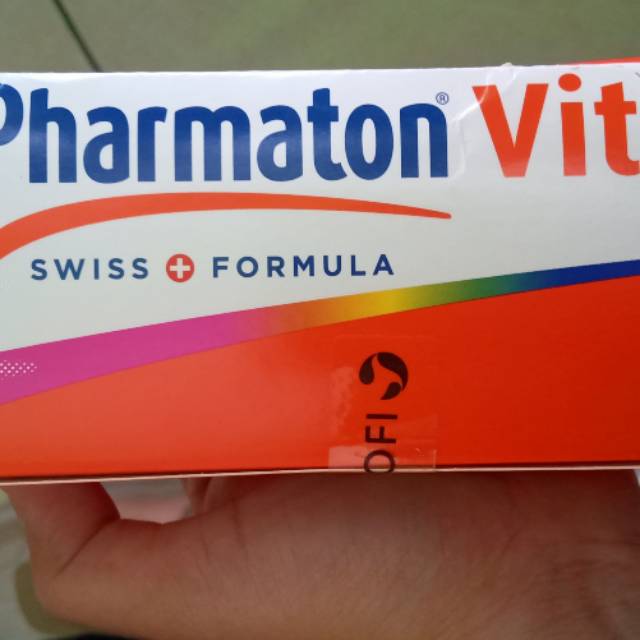 Pharmaton® Vit
SWISS + FORMULA
OFI